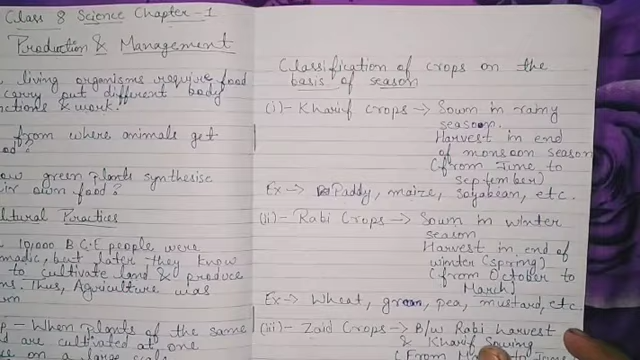 Class 8 Science Chapter - 1
Production & Management
living organisms require food
carry out different body
& work.
from where animals get
green plants synthesise
own food?
Practices
10,000 B.C.E people were
but later they know
to cultivate land & produce
Thus, Agriculture was
When plants of the same
are cultivated at one
on a large scale
Classification of crops on the
basis of season
(i) - Kharif crops → Sown in rainy
season.
Harvest in end
of monsoon season
(from June to
september)
Ex → Paddy, maize, soyabean, etc.
(ii) - Rabi Crops → Sown in winter
season
Harvest in end of
winter (spring)
(from October to
March)
Ex → Wheat, gram, pea, mustard, etc.
(iii) - Zaid Crops → B/w Rabi harvest
& Kharif Sowing